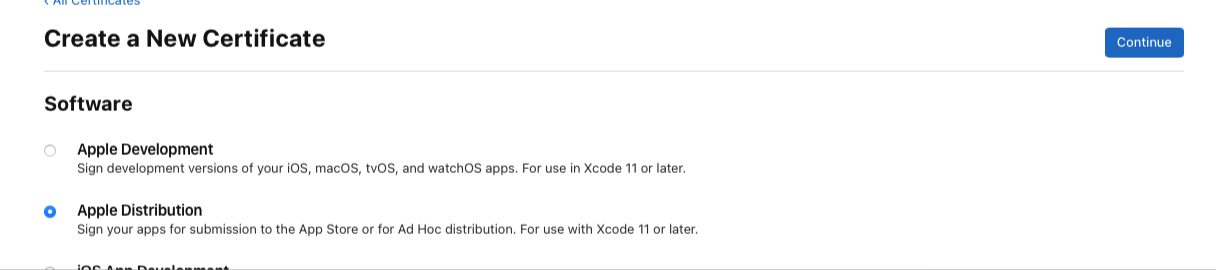 ‹ All Certificates
Create a New Certificate
Continue
Software
Apple Development
Sign development versions of your iOS, macOS, tvOS, and watchOS apps. For use in Xcode 11 or later.
Apple Distribution
Sign your apps for submission to the App Store or for Ad Hoc distribution. For use with Xcode 11 or later.
iOS App Development